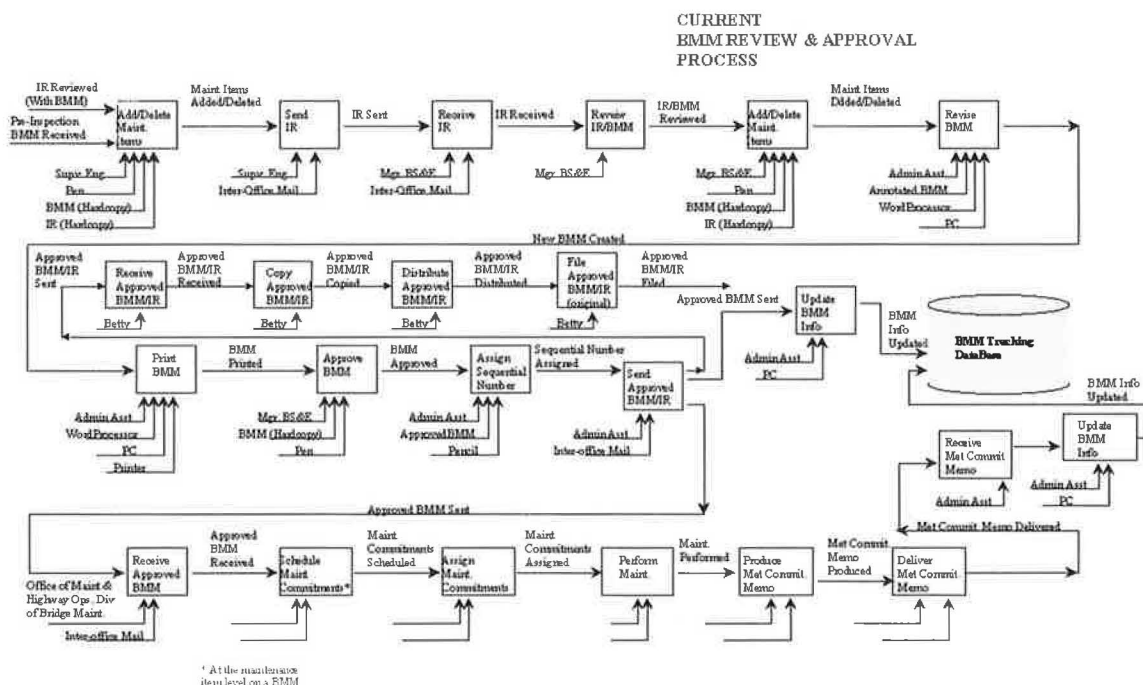 CURRENT
BMM REVIEW & APPROVAL
PROCESS
IR Reviewed
(With BMM)
Pre-Inspection
BMM Received
Add/Delete
Maint.
Items
Supv. Eng.
Pen
BMM (Hardcopy)
IR (Hardcopy)
Maint Items
Added/Deleted
Send
IR
Supv. Eng.
Inter-Office Mail
IR Sent
Receive
IR
Mgr. BS&E
Inter-Office Mail
IR Received
Review
IR/BMM
Mgr. BS&E
IR/BMM
Reviewed
Add/Delete
Maint.
Items
Mgr. BS&E
Pen
BMM (Hardcopy)
IR (Hardcopy)
Maint Items
Ddded/Deleted
Revise
BMM
Admin Asst
Annotated BMM
Word Processor
PC
New BMM Created
Approved
BMM/IR
Sent
Receive
Approved
BMM/IR
Betty
Approved
BMM/IR
Received
Copy
Approved
BMM/IR
Betty
Approved
BMM/IR
Copied
Distribute
Approved
BMM/IR
Betty
Approved
BMM/IR
Distributed
File
Approved
BMM/IR
(original)
Betty
Approved
BMM/IR
Filed
Approved BMM Sent
Update
BMM
Info
Admin Asst
PC
BMM
Info
Updated
BMM Tracking
DataBase
Print
BMM
Admin Asst
Word Processor
PC
Printer
BMM
Printed
Approve
BMM
Mgr. BS&E
BMM (Hardcopy)
Pen
BMM
Approved
Assign
Sequential
Number
Admin Asst
Approved BMM
Pencil
Sequential Number
Assigned
Send
Approved
BMM/IR
Admin Asst
Inter-office Mail
BMM Info
Updated
Receive
Met Commit
Memo
Admin Asst
Update
BMM
Info
Admin Asst
PC
Approved BMM Sent
Met Commit. Memo Delivered
Receive
Approved
BMM
Office of Maint &
Highway Ops. Div
of Bridge Maint.
Inter-office Mail
Approved
BMM
Received
Schedule
Maint
Commitments*
Maint
Commitments
Scheduled
Assign
Maint.
Commitments
Maint
Commitments
Assigned
Perform
Maint.
Maint.
Performed
Produce
Met Commit.
Memo
Met Commit.
Memo
Produced
Deliver
Met Commit.
Memo
* At the maintenance
item level on a BMM